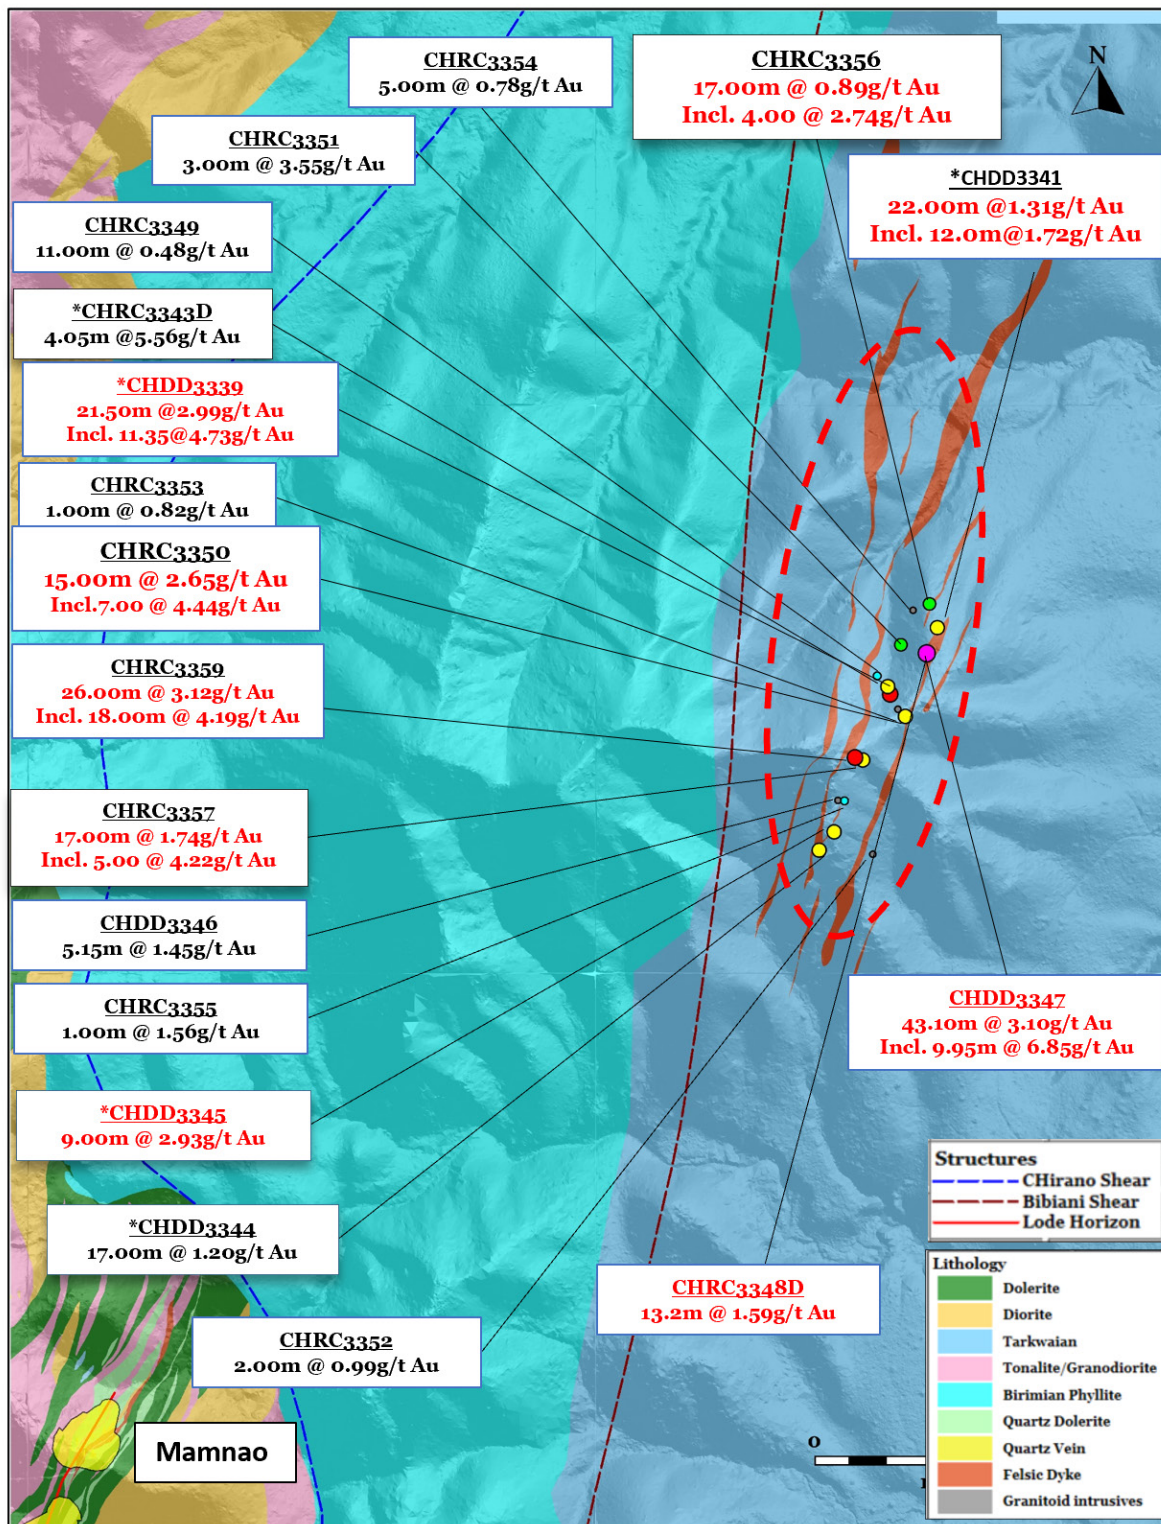 CHRC3354
5.00m @ 0.78g/t Au
CHRC3356
17.00m @ 0.89g/t Au
Incl. 4.00 @ 2.74g/t Au
N
CHRC3351
3.00m @ 3.55g/t Au
*CHDD3341
22.00m @1.31g/t Au
Incl. 12.0m@1.72g/t Au
CHRC3349
11.00m @ 0.48g/t Au
*CHRC3343D
4.05m @5.56g/t Au
*CHDD3339
21.50m @2.99g/t Au
Incl. 11.35@4.73g/t Au
CHRC3353
1.00m @ 0.82g/t Au
CHRC3350
15.00m @ 2.65g/t Au
Incl.7.00 @ 4.44g/t Au
CHRC3359
26.00m @ 3.12g/t Au
Incl. 18.00m @ 4.19g/t Au
CHRC3357
17.00m @ 1.74g/t Au
Incl. 5.00 @ 4.22g/t Au
CHDD3346
5.15m @ 1.45g/t Au
CHRC3355
1.00m @ 1.56g/t Au
CHDD3347
43.10m @ 3.10g/t Au
Incl. 9.95m @ 6.85g/t Au
*CHDD3345
9.00m @ 2.93g/t Au
*CHDD3344
17.00m @ 1.20g/t Au
CHRC3348D
13.2m @ 1.59g/t Au
CHRC3352
2.00m @ 0.99g/t Au
Mamnao
0
Structures
CHirano Shear
Bibiani Shear
Lode Horizon
Lithology
Dolerite
Diorite
Tarkwaian
Tonalite/Granodiorite
Birimian Phyllite
Quartz Dolerite
Quartz Vein
Felsic Dyke
Granitoid intrusives